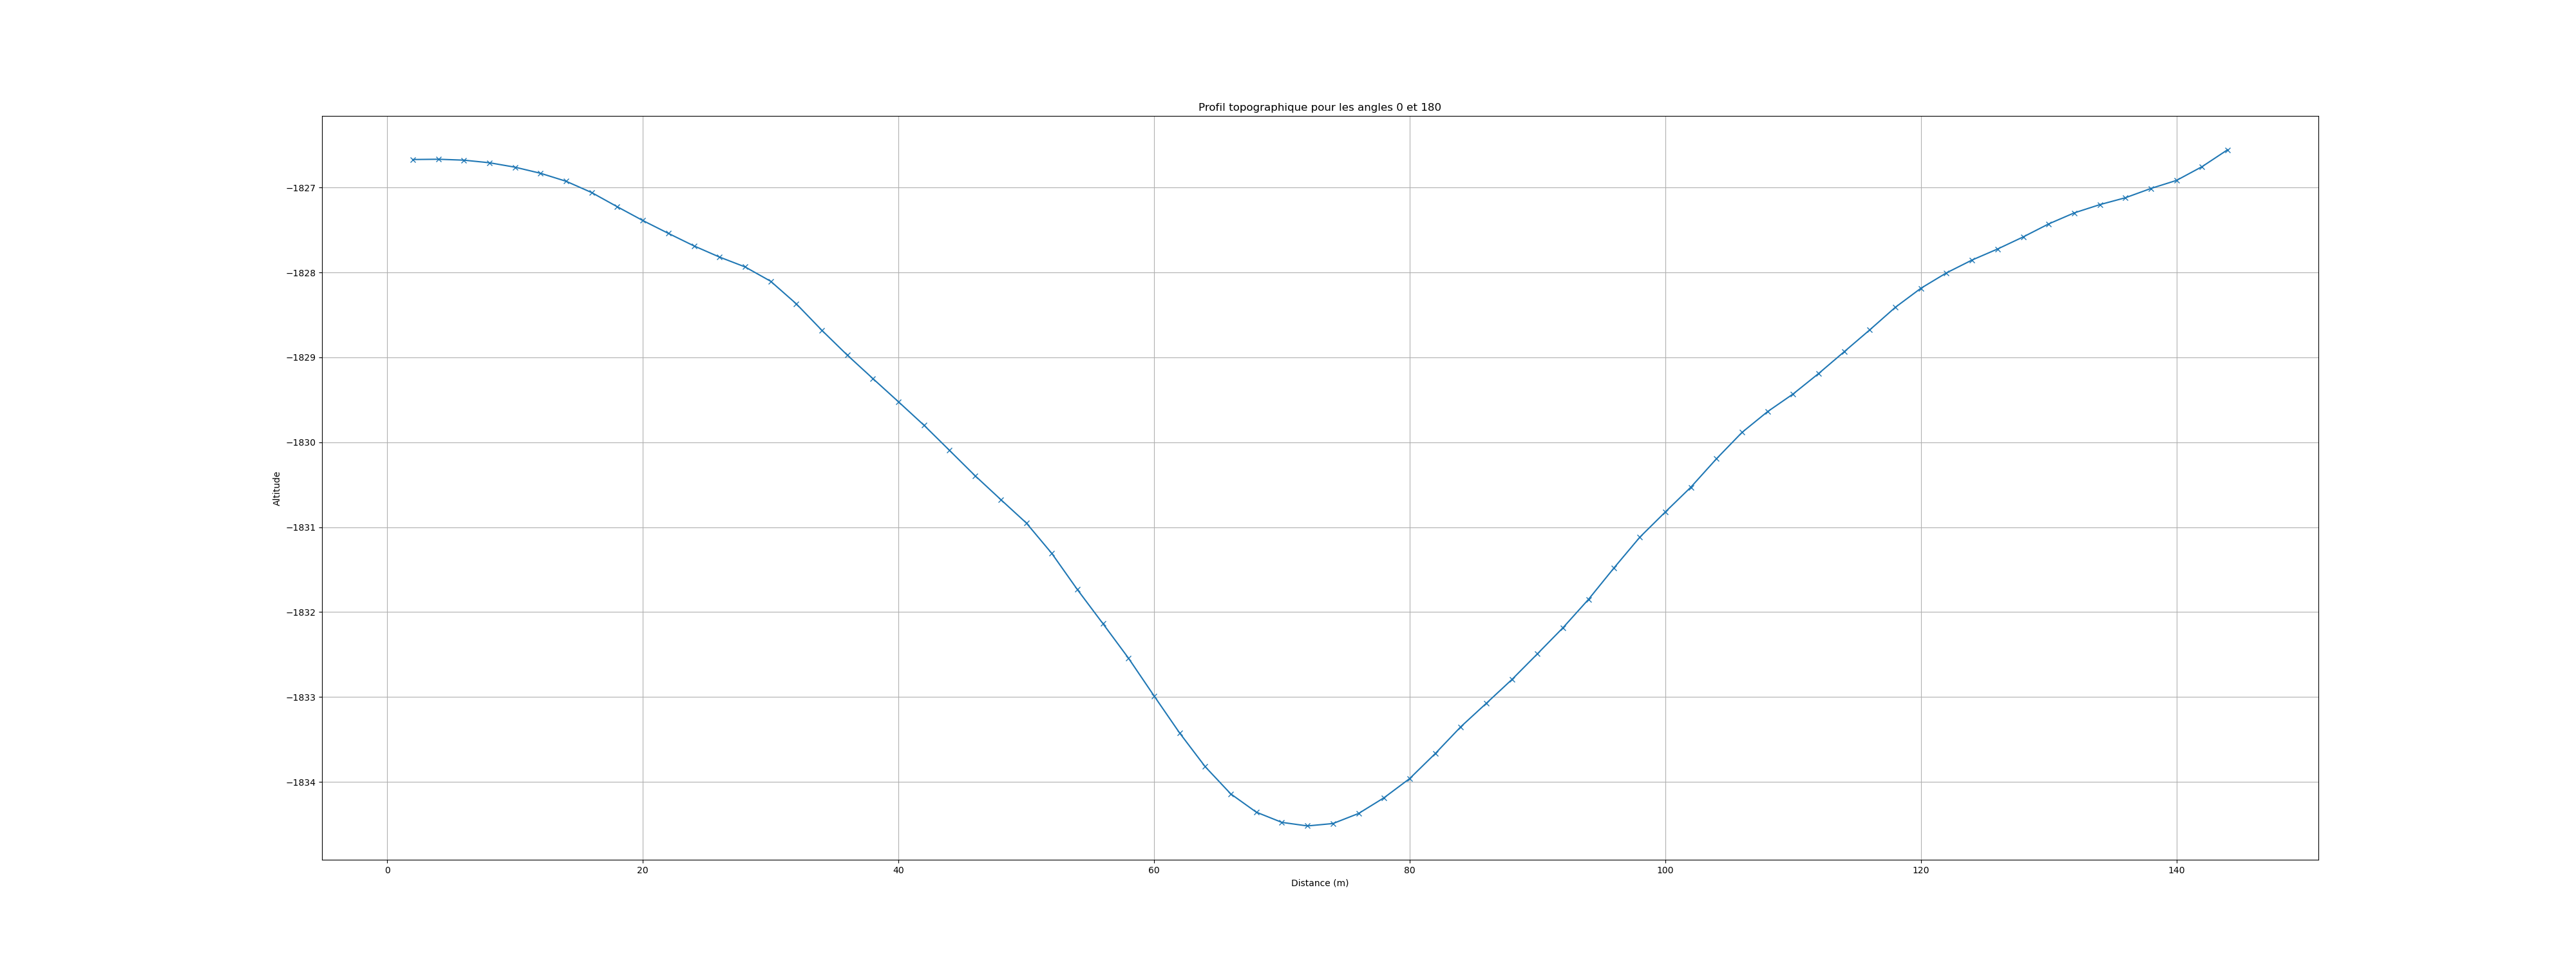 Profil topographique pour les angles 0 et 180
Altitude
−1827
−1828
−1829
−1830
−1831
−1832
−1833
−1834
0 20 40 60 80 100 120 140
Distance (m)